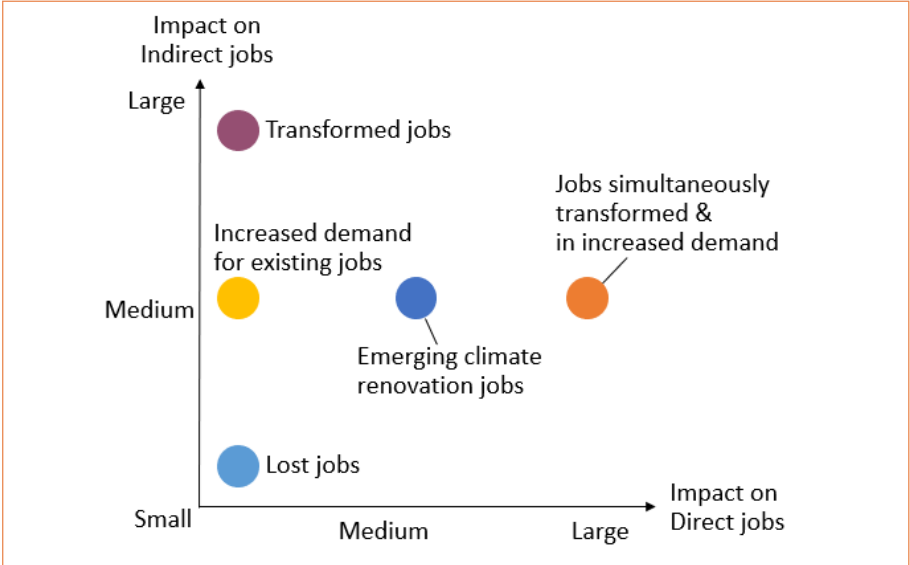 Impact on
Indirect jobs
Large
Transformed jobs
Jobs simultaneously
transformed &
in increased demand
Increased demand
for existing jobs
Medium
Emerging climate
renovation jobs
Lost jobs
Small
Medium
Large
Impact on
Direct jobs